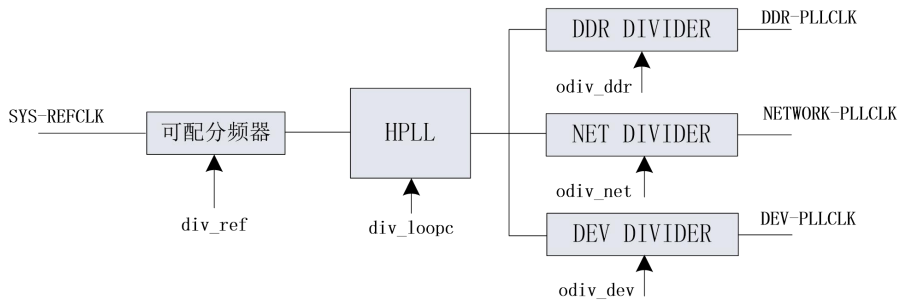 DDR DIVIDER
DDR-PLLCLK
odiv_ddr
SYS-REFCLK
可配分频器
div_ref
HPLL
div_loopc
NET DIVIDER
NETWORK-PLLCLK
odiv_net
DEV DIVIDER
DEV-PLLCLK
odiv_dev